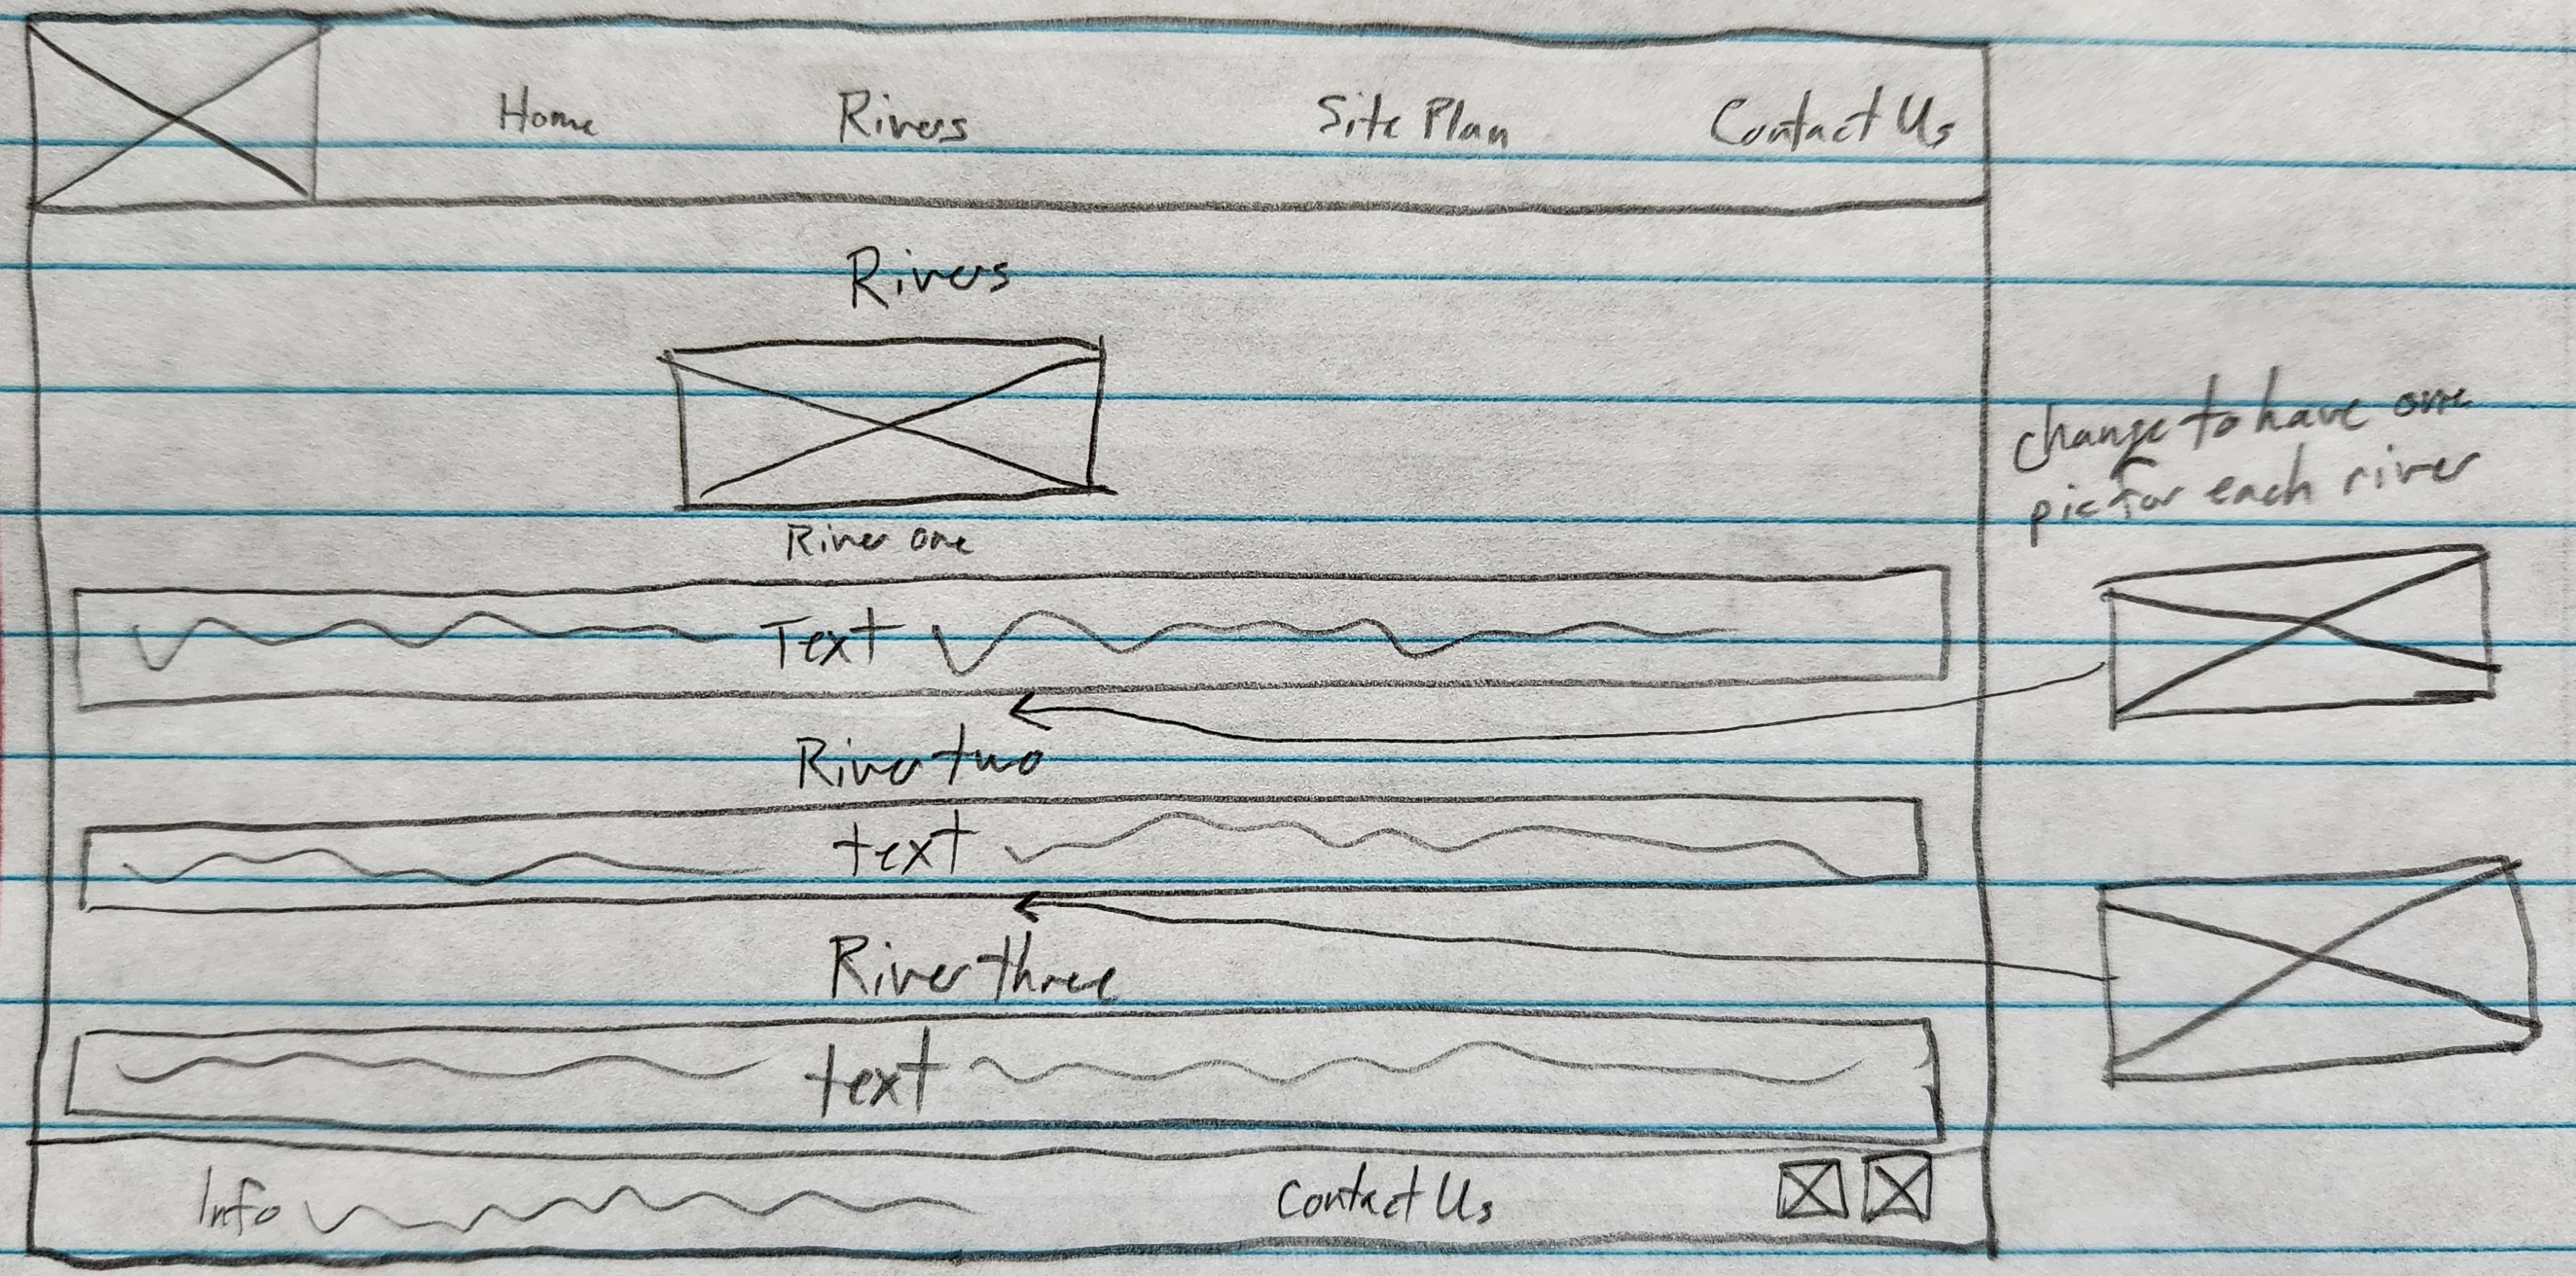 Home Rivers Site Plan Contact Us
Rivers
change to have one
pic for each river
River one
Text
River two
text
River three
text
Info Contact Us